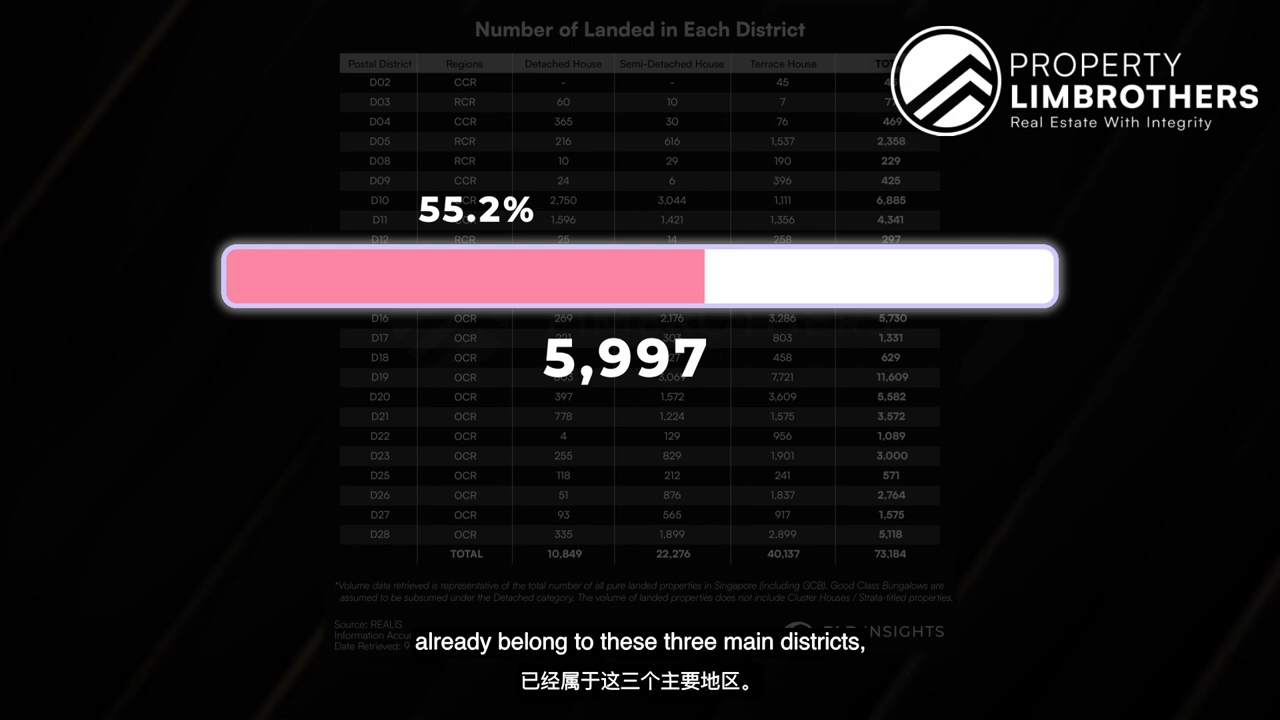 Number of Landed in Each District
PROPERTY
LIMBROTHERS
Real Estate With Integrity
Postal District Regions Detached House Semi-Detached House Terrace House
D02 CCR - - 45
D03 RCR 60 10 7
D04 CCR 365 30 76 469
D05 RCR 216 616 1,537 2,358
D08 RCR 10 29 190 229
D09 CCR 24 6 396 425
D10 2,750 3,044 1,111 6,885
55.2%
D11 1,596 1,421 1,356 4,341
D12 RCR 25 14 258 297
D16 OCR 269 2,176 3,286 5,730
D17 OCR 803 1,331
5,997
D18 OCR 458 629
D19 OCR 7,721 11,609
D20 OCR 397 1,572 3,609 5,582
D21 OCR 778 1,224 1,575 3,572
D22 OCR 4 129 956 1,089
D23 OCR 255 829 1,901 3,000
D25 OCR 118 212 241 571
D26 OCR 51 876 1,837 2,764
D27 OCR 93 565 917 1,575
D28 OCR 335 1,899 2,899 5,118
TOTAL 10,849 22,276 40,137 73,184
*Volume data retrieved is representative of the total number of all pure landed properties in Singapore (including GCB). Good Class Bungalows are
assumed to be subsumed under the Detached category. The volume of landed properties does not include Cluster Houses / Strata-titled properties.
Source: REALIS
Information
Date Retrieved: 9
INSIGHTS
already belong to these three main districts,
已经属于这三个主要地区。